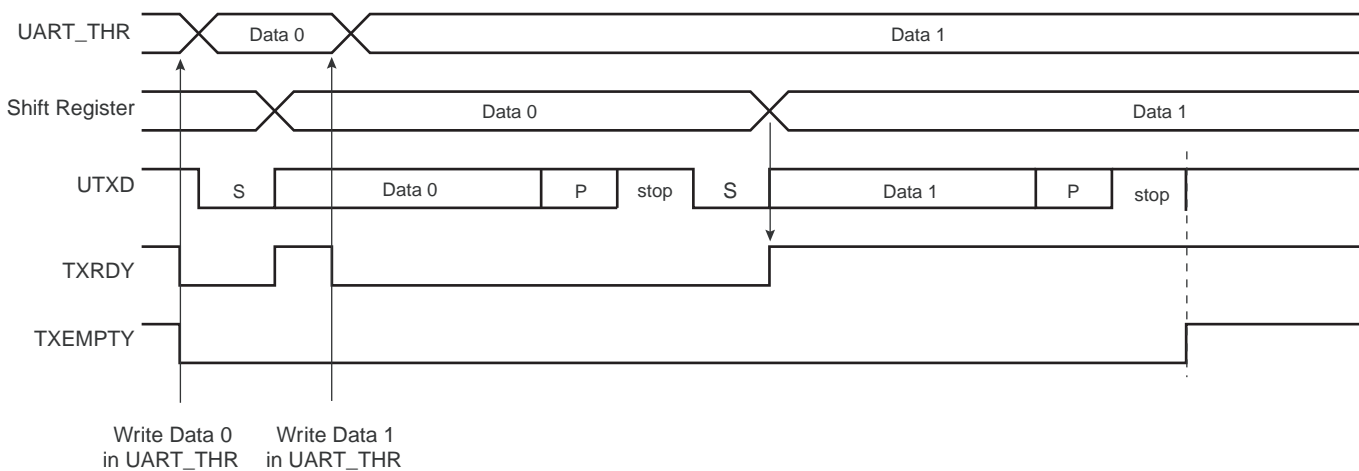 UART_THR Data 0 Data 1
Shift Register Data 0 Data 1
UTXD S Data 0 P stop S Data 1 P stop
TXRDY
TXEMPTY
Write Data 0 Write Data 1
in UART_THR in UART_THR